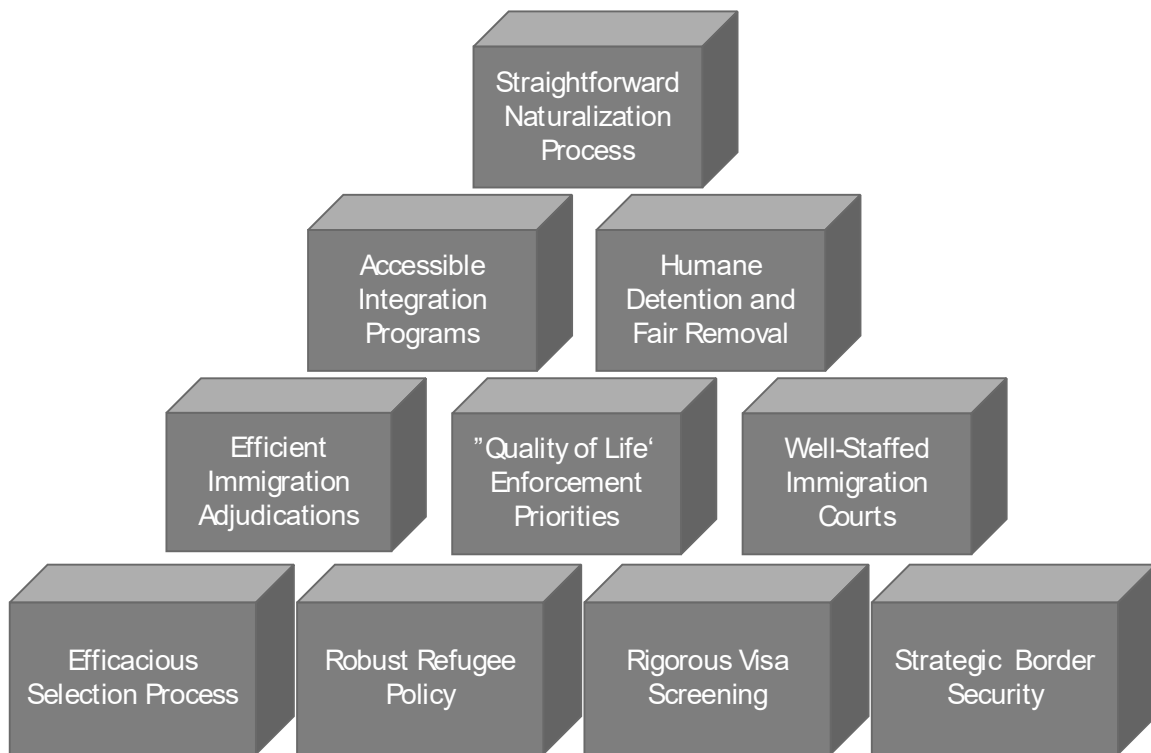 Straightforward
Naturalization
Process
Accessible
Integration
Programs
Humane
Detention and
Fair Removal
Efficient
Immigration
Adjudications
”Quality of Life‘
Enforcement
Priorities
Well-Staffed
Immigration
Courts
Efficacious
Selection Process
Robust Refugee
Policy
Rigorous Visa
Screening
Strategic Border
Security